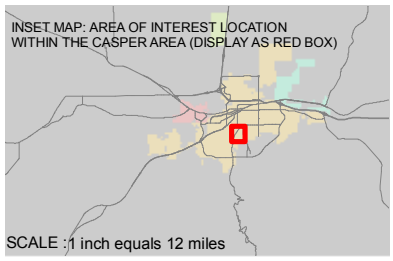 INSET MAP: AREA OF INTEREST LOCATION
WITHIN THE CASPER AREA (DISPLAY AS RED BOX)
SCALE : 1 inch equals 12 miles